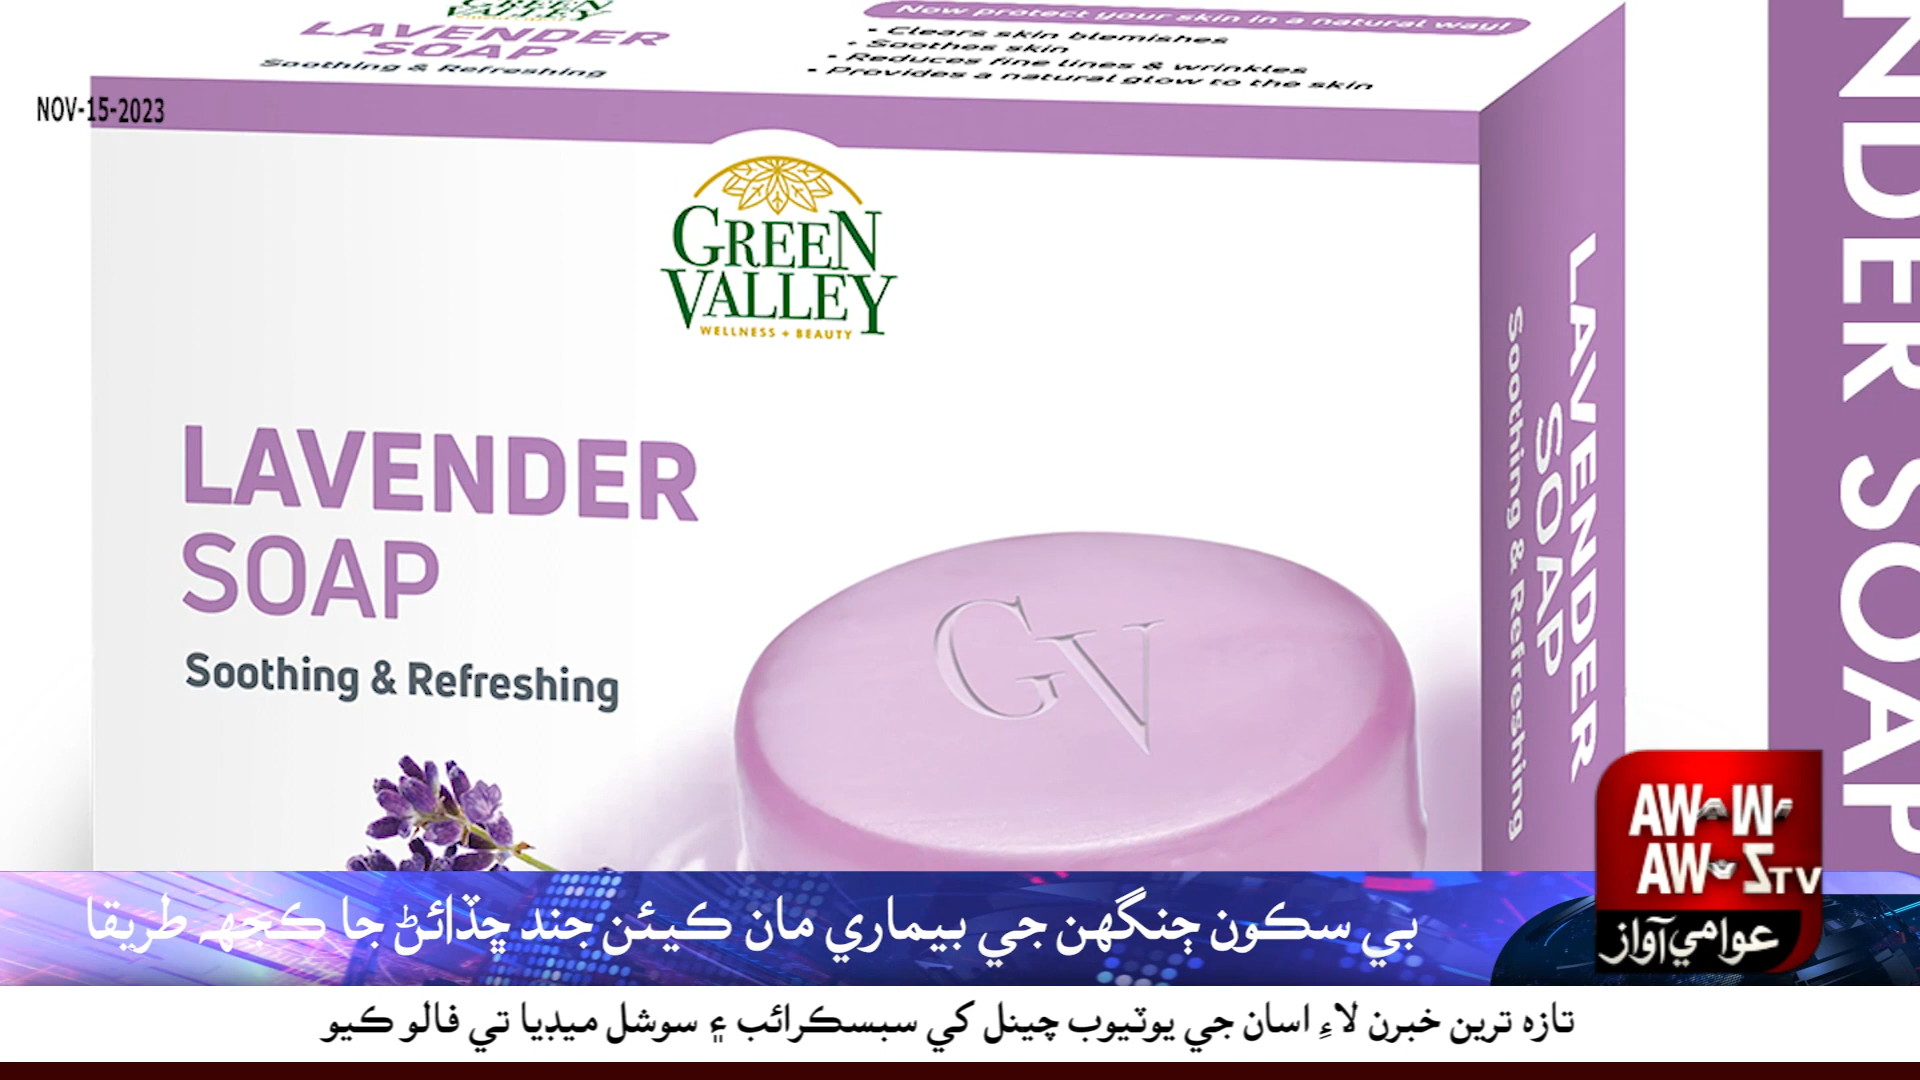 GREEN
VALLEY
LAVENDER
SOAP
Soothing & Refreshing
Now protect your skin in a natural way!
• Clears skin blemishes
• Soothes skin
• Reduces fine lines & wrinkles
• Provides a natural glow to the skin
NOV-15-2023
GREEN
VALLEY
WELLNESS + BEAUTY
LAVENDER
SOAP
Soothing & Refreshing
GV
LAVENDER
SOAP
Soothing & Refreshing
NDER SOAP
AWAMI
AWAZ TV
عوامي آواز
بي سڪون ڄنگهن جي بيماري مان ڪيئن جند ڇڏائڻ جا ڪجهه طريقا
تازه ترين خبرن لاءِ اسان جي يوٽيوب چينل کي سبسڪرائب ۽ سوشل ميڊيا تي فالو ڪيو